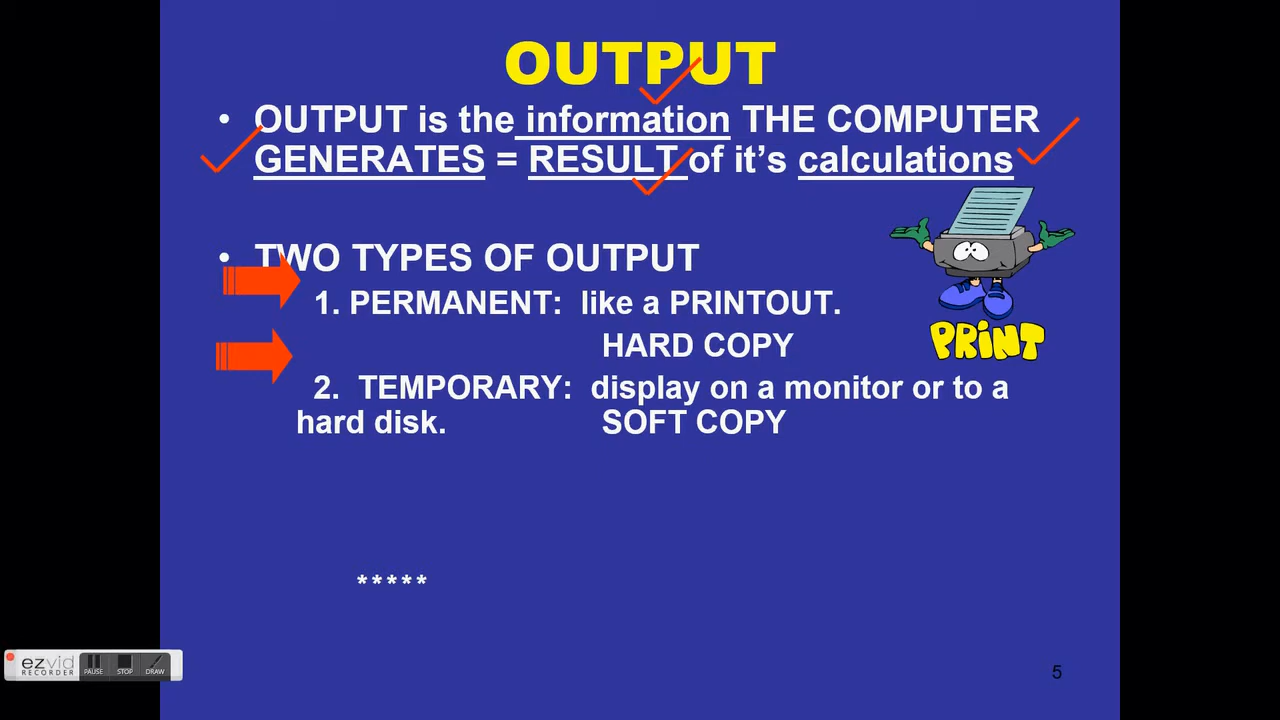 OUTPUT
• OUTPUT is the information THE COMPUTER
GENERATES = RESULT of it’s calculations
• TWO TYPES OF OUTPUT
1. PERMANENT: like a PRINTOUT.
HARD COPY
PRINT
2. TEMPORARY: display on a monitor or to a
hard disk. SOFT COPY
*****
ezvid
RECORDER
PAUSE STOP DRAW
5